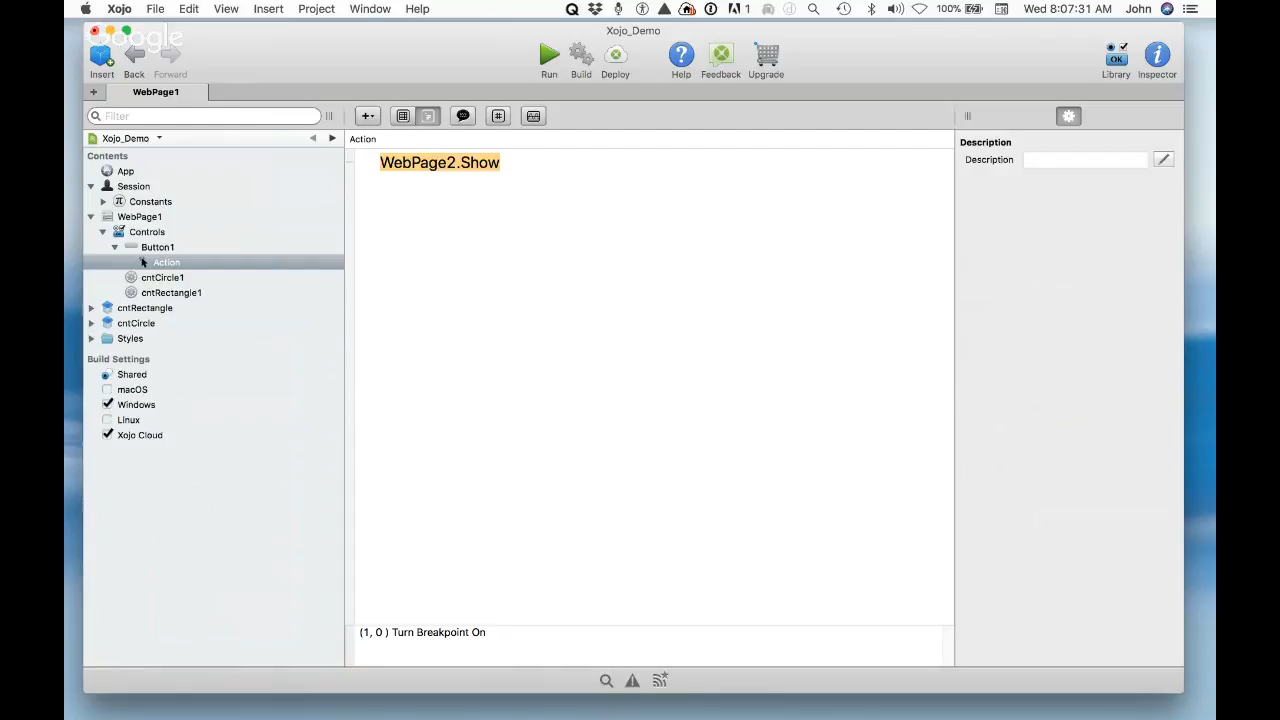 Xojo File Edit View Insert Project Window Help 1 100% Wed 8:07:31 AM John
Google
Xojo_Demo
Insert Back Forward Run Build Deploy Help Feedback Upgrade OK Library Inspector
+ WebPage1
Filter
Xojo_Demo
Contents
App
Session
Constants
WebPage1
Controls
Button1
Action
cntCircle1
cntRectangle1
cntRectangle
cntCircle
Styles
Build Settings
Shared
macOS
Windows
Linux
Xojo Cloud
Action
WebPage2.Show
(1, 0 ) Turn Breakpoint On
Description
Description